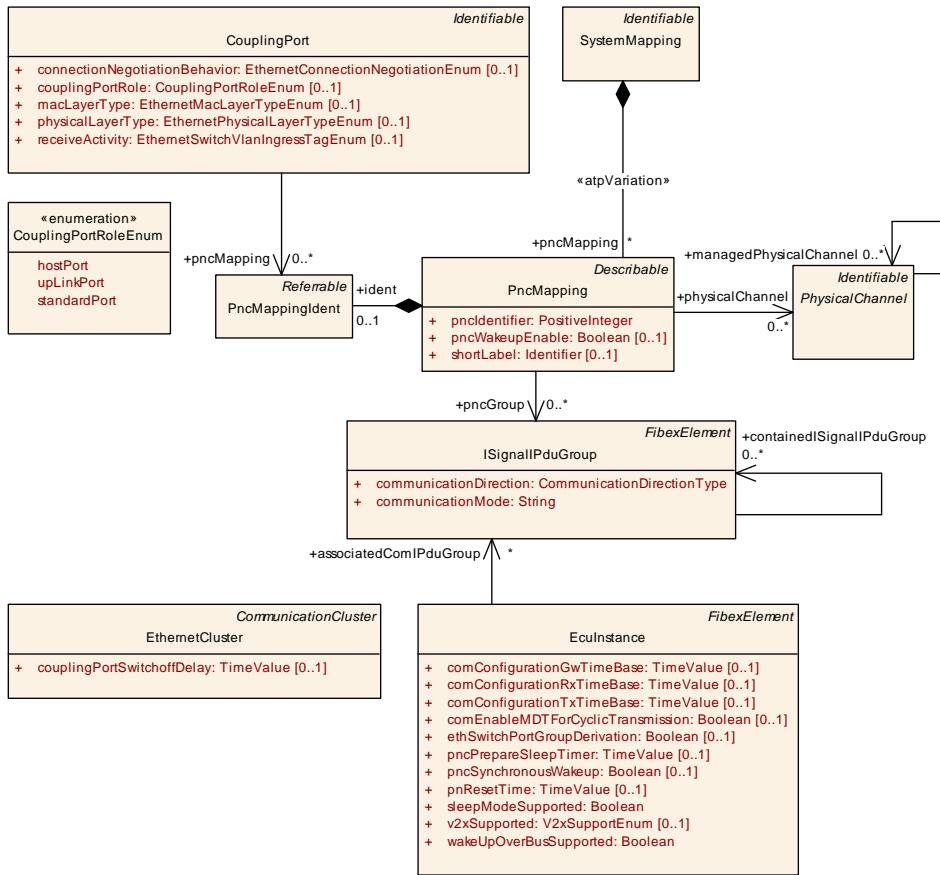 Identifiable
CouplingPort
+ connectionNegotiationBehavior: EthernetConnectionNegotiationEnum [0..1]
+ couplingPortRole: CouplingPortRoleEnum [0..1]
+ macLayerType: EthernetMacLayerTypeEnum [0..1]
+ physicalLayerType: EthernetPhysicalLayerTypeEnum [0..1]
+ receiveActivity: EthernetSwitchVlanIngressTagEnum [0..1]
Identifiable
SystemMapping
«atpVariation»
«enumeration»
CouplingPortRoleEnum
hostPort
upLinkPort
standardPort
+pncMapping
0..*
Referrable
PncMappingIdent
+ident
0..1
+pncMapping
*
Describable
PncMapping
+ pncIdentifier: PositiveInteger
+ pncWakeupEnable: Boolean [0..1]
+ shortLabel: Identifier [0..1]
+managedPhysicalChannel
0..*
+physicalChannel
0..*
Identifiable
PhysicalChannel
+pncGroup
0..*
FibexElement
ISignalIPduGroup
+ communicationDirection: CommunicationDirectionType
+ communicationMode: String
+containedISignalIPduGroup
0..*
+associatedComIPduGroup
*
CommunicationCluster
EthernetCluster
+ couplingPortSwitchoffDelay: TimeValue [0..1]
FibexElement
EcuInstance
+ comConfigurationGwTimeBase: TimeValue [0..1]
+ comConfigurationRxTimeBase: TimeValue [0..1]
+ comConfigurationTxTimeBase: TimeValue [0..1]
+ comEnableMDTForCyclicTransmission: Boolean [0..1]
+ ethSwitchPortGroupDerivation: Boolean [0..1]
+ pncPrepareSleepTimer: TimeValue [0..1]
+ pncSynchronousWakeup: Boolean [0..1]
+ pnResetTime: TimeValue [0..1]
+ sleepModeSupported: Boolean
+ v2xSupported: V2xSupportEnum [0..1]
+ wakeUpOverBusSupported: Boolean